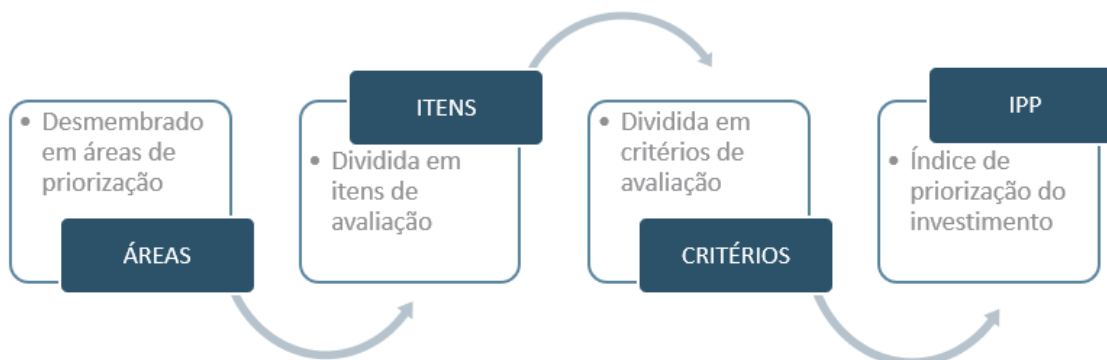 • Desmembrado
em áreas de
priorização
ÁREAS
ITENS
• Dividida em
itens de
avaliação
• Dividida em
critérios de
avaliação
CRITÉRIOS
IPP
• Índice de
priorização do
investimento